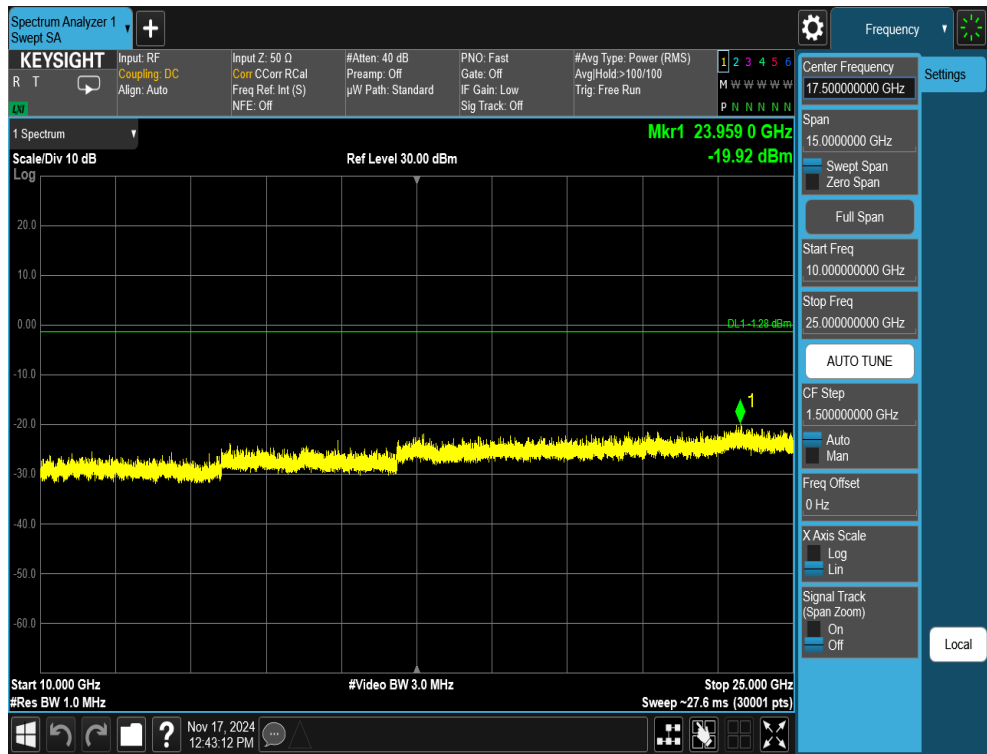 Spectrum Analyzer 1
Swept SA
Frequency
KEYSIGHT
R T
LXI
Input: RF
Coupling: DC
Align: Auto
Input Z: 50 Ω
Corr CCorr RCal
Freq Ref: Int (S)
NFE: Off
#Atten: 40 dB
Preamp: Off
µW Path: Standard
PNO: Fast
Gate: Off
IF Gain: Low
Sig Track: Off
#Avg Type: Power (RMS)
Avg|Hold:>100/100
Trig: Free Run
1 2 3 4 5 6
M W W W W W
P N N N N N
1 Spectrum
Mkr1 23.959 0 GHz
-19.92 dBm
Scale/Div 10 dB
Ref Level 30.00 dBm
Log
20.0
10.0
0.00
DL1 -1.28 dBm
-10.0
-20.0
1
-30.0
-40.0
-50.0
-60.0
Start 10.000 GHz
#Video BW 3.0 MHz
Stop 25.000 GHz
#Res BW 1.0 MHz
Sweep ~27.6 ms (30001 pts)
Nov 17, 2024
12:43:12 PM
?
Center Frequency
17.500000000 GHz
Settings
Span
15.0000000 GHz
Swept Span
Zero Span
Full Span
Start Freq
10.000000000 GHz
Stop Freq
25.000000000 GHz
AUTO TUNE
CF Step
1.500000000 GHz
Auto
Man
Freq Offset
0 Hz
X Axis Scale
Log
Lin
Signal Track
(Span Zoom)
On
Off
Local